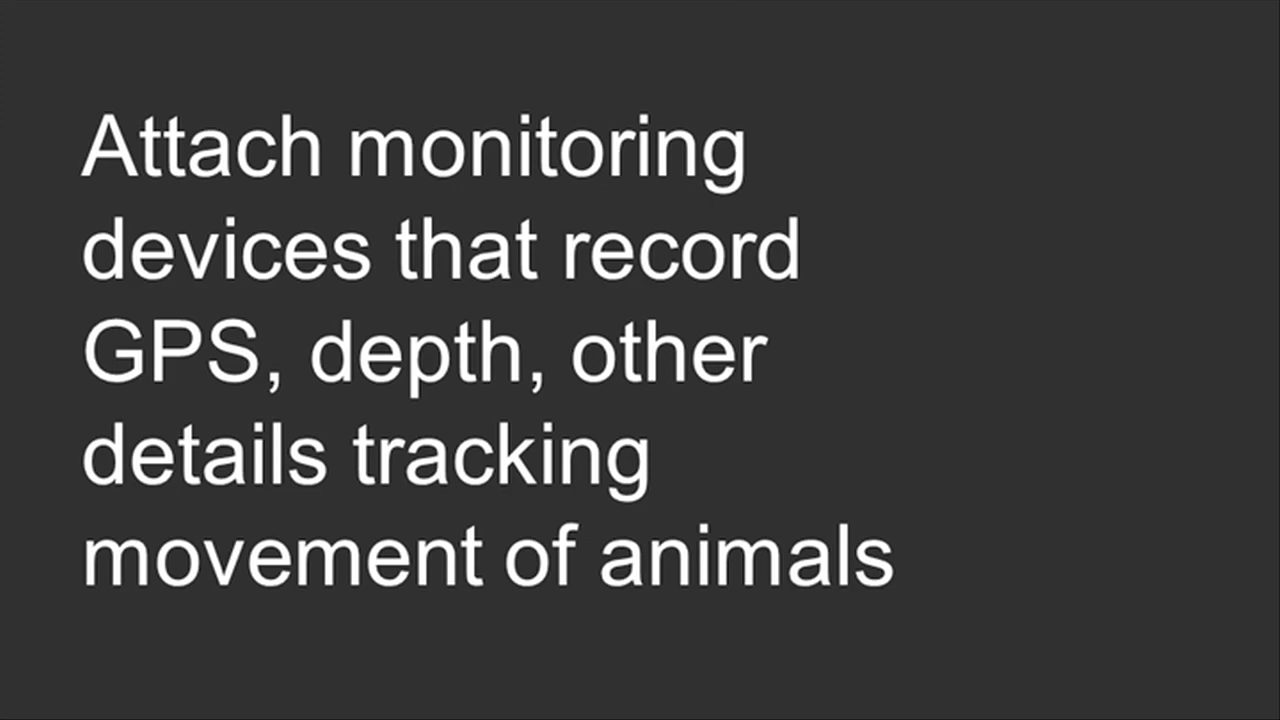 Attach monitoring
devices that record
GPS, depth, other
details tracking
movement of animals